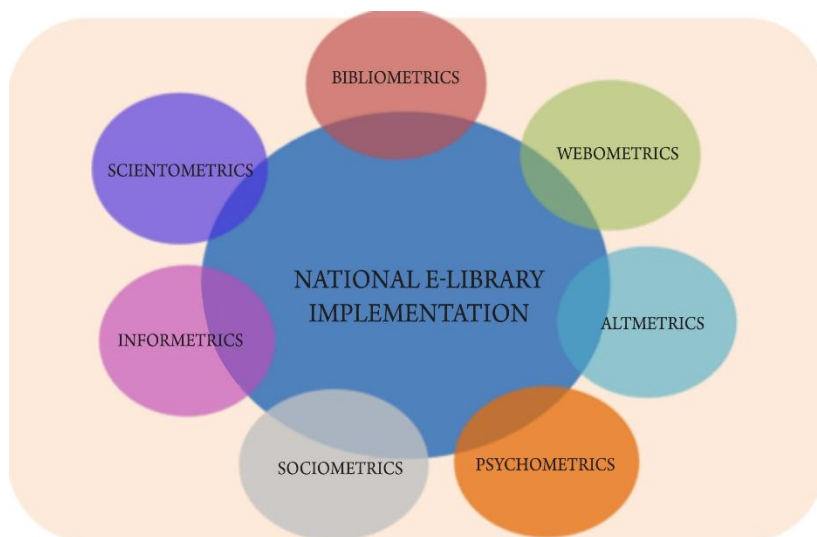 BIBLIOMETRICS
WEBOMETRICS
SCIENTOMETRICS
NATIONAL E-LIBRARY
IMPLEMENTATION
ALTMETRICS
INFORMETRICS
PSYCHOMETRICS
SOCIOMETRICS